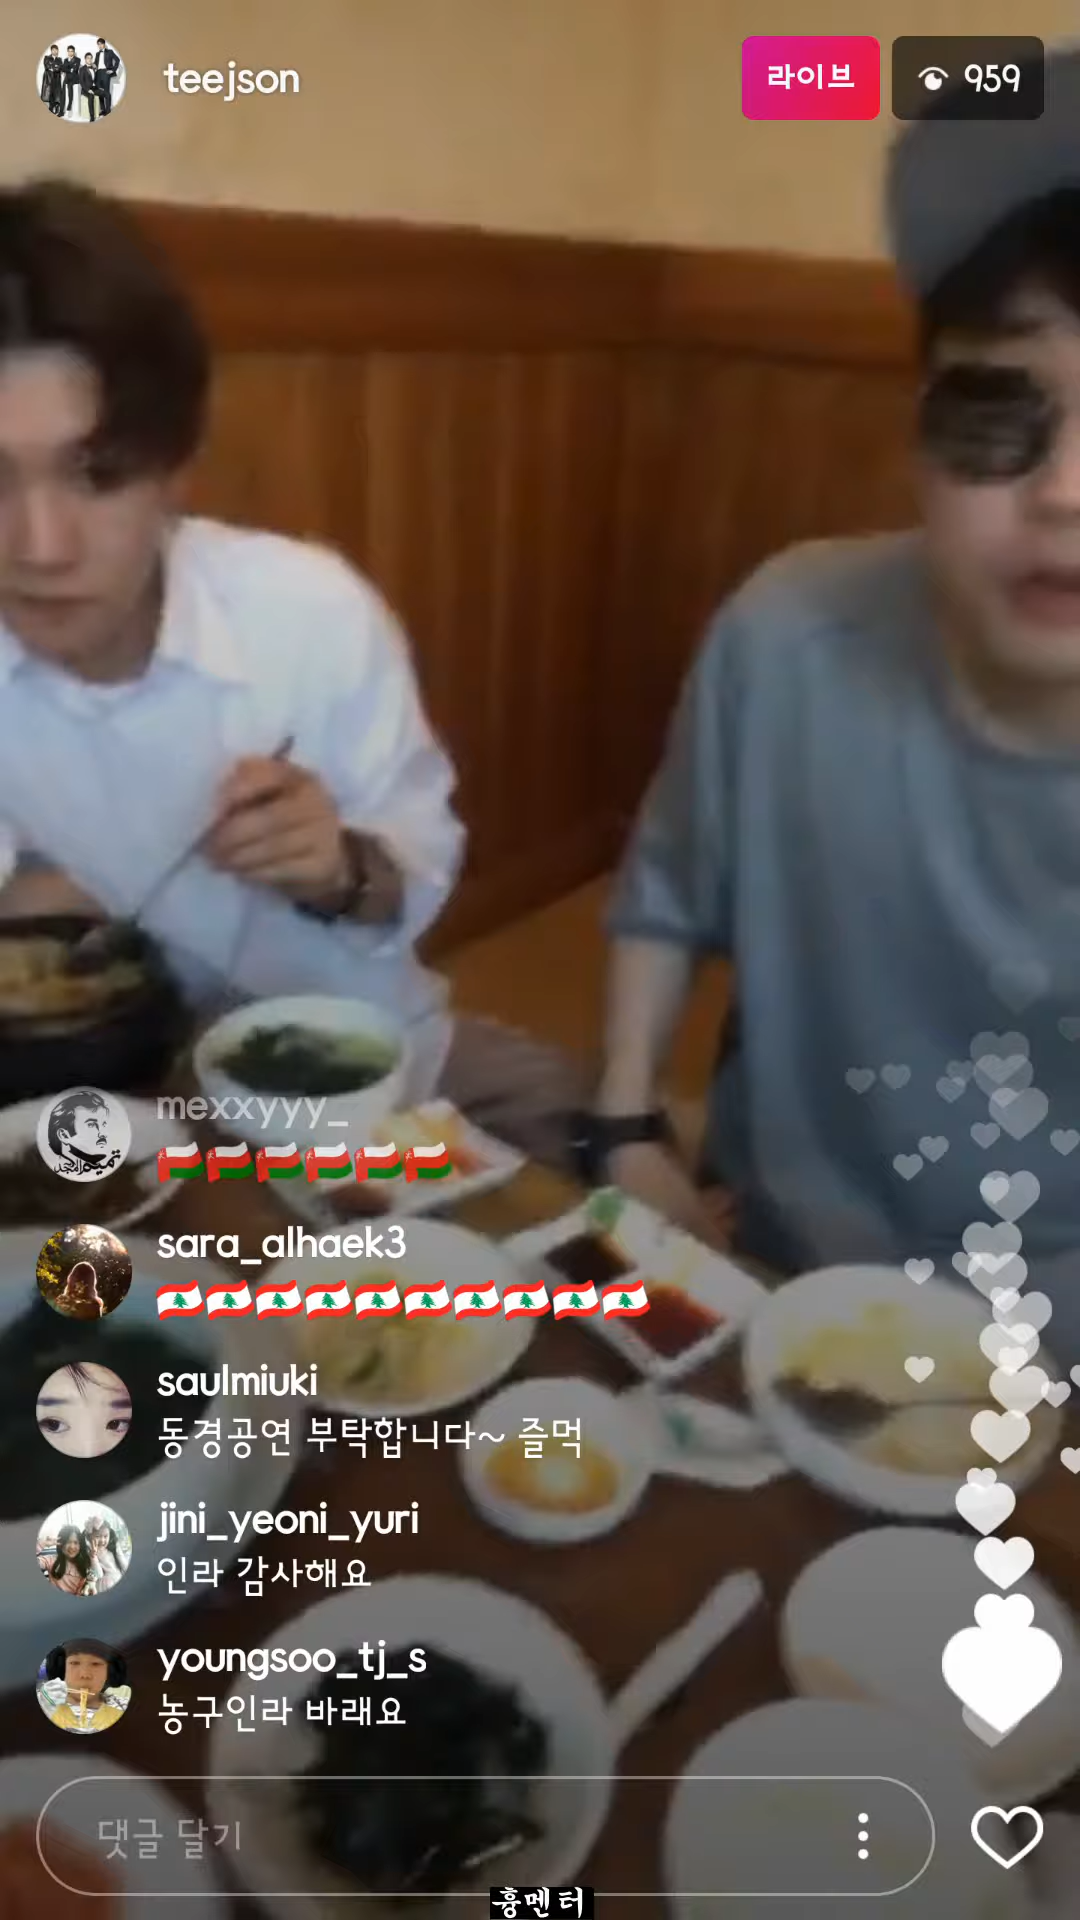 teejson
라이브
959
mexxyyy_
🇴🇲🇴🇲🇴🇲🇴🇲🇴🇲🇴🇲
sara_alhaek3
🇱🇧🇱🇧🇱🇧🇱🇧🇱🇧🇱🇧🇱🇧🇱🇧🇱🇧🇱🇧
saulmiuki
동경공연 부탁합니다~ 즐먹
jini_yeoni_yuri
인라 감사해요
youngsoo_tj_s
농구인라 바래요
댓글 달기
흥멘터